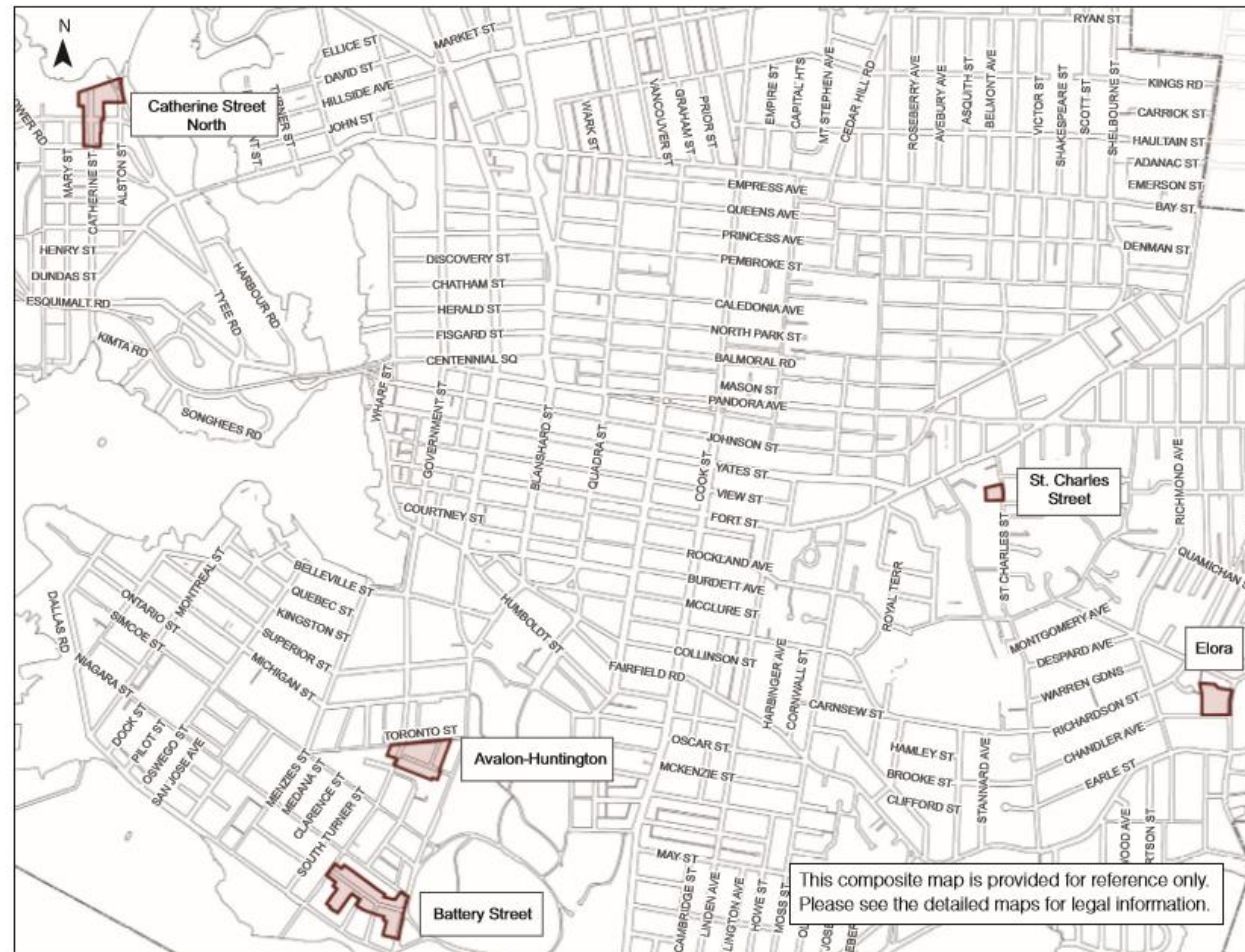 N
Catherine Street
North
ELLICE ST
DAVID ST
HILLSIDE AVE
JOHN ST
MARKET ST
WARK ST
VANCOUVER ST
GRAHAM ST
PRIOR ST
EMPIRE ST
CAPITAL HTS
MT STEPHEN AVE
CEDAR HILL RD
ROSEBERRY AVE
AVEBURY AVE
ASQUITH ST
BELMONT AVE
VICTOR ST
SHAKESPEARE ST
SCOTT ST
SHELBOURNE ST
RYAN ST
KINGS RD
CARRICK ST
HAULTAIN ST
ADANAC ST
EMERSON ST
BAY ST.
DENMAN ST
MARY ST
CATHERINE ST
ALSTON ST
HENRY ST
DUNDAS ST
ESQUIMALT RD
KIMTA RD
TYEE RD
HARBOUR RD
SONGHEES RD
EMPRESS AVE
QUEENS AVE
PRINCESS AVE
PEMBROKE ST
DISCOVERY ST
CHATHAM ST
HERALD ST
FISGARD ST
CENTENNIAL SQ
CALEDONIA AVE
NORTH PARK ST
BALMORAL RD
MASON ST
PANDORA AVE
JOHNSON ST
YATES ST
VIEW ST
FORT ST
WHARF ST
GOVERNMENT ST
BLANSHARD ST
QUADRA ST
COOK ST
COURTNEY ST
ROCKLAND AVE
BURDETT AVE
MCCLURE ST
COLLINSON ST
St. Charles
Street
ST CHARLES ST
RICHMOND AVE
QUAMICHAN
ROYAL TERR
MONTGOMERY AVE
DESPARD AVE
WARREN GDNS
RICHARDSON ST
CHANDLER AVE
EARLE ST
Elora
DALLAS RD
ONTARIO ST
SIMCOE ST
NIAGARA ST
MONTREAL ST
BELLEVILLE ST
QUEBEC ST
KINGSTON ST
SUPERIOR ST
MICHIGAN ST
HUMBOLDT ST
FAIRFIELD RD
HARBINGER AVE
CORNWALL ST
CARNSEW ST
HAMLEY ST
BROOKE ST
CLIFFORD ST
STANNARD AVE
OSCAR ST
MCKENZIE ST
DOCK ST
PILOT ST
OSWEGO ST
SAN JOSE AVE
MENZIES ST
MEDANA ST
CLARENCE ST
SOUTH TURNER ST
TORONTO ST
Avalon-Huntington
Battery Street
MAY ST
CAMBRIDGE ST
LINDEN AVE
LINGTON AVE
HOWE ST
MOSS
WOOD AVE
RTSON ST
This composite map is provided for reference only.
Please see the detailed maps for legal information.